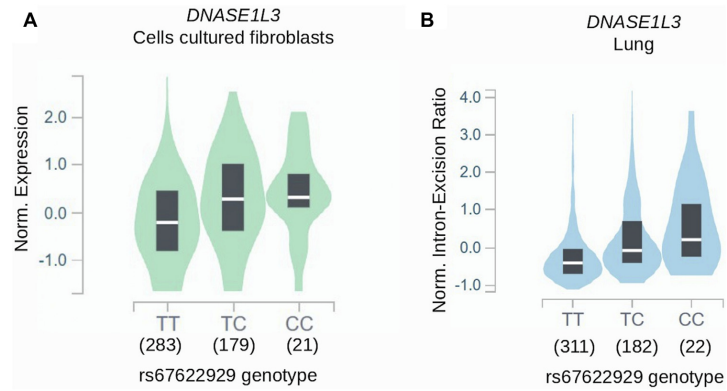 A
DNASE1L3
Cells cultured fibroblasts
Norm. Expression
2.0
1.0
0.0
-1.0
TT
TC
CC
(283)
(179)
(21)
rs67622929 genotype
B
DNASE1L3
Lung
Norm. Intron-Excision Ratio
4.0
3.0
2.0
1.0
0.0
-1.0
TT
TC
CC
(311)
(182)
(22)
rs67622929 genotype